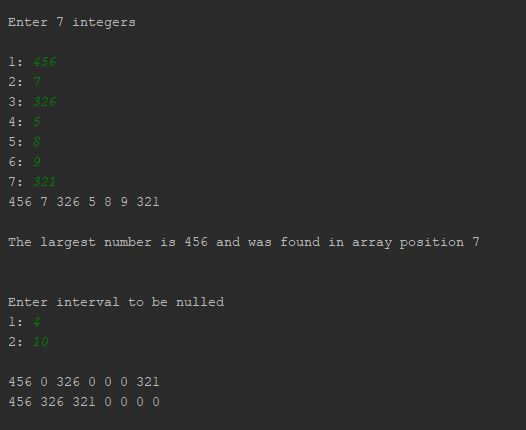 Enter 7 integers
1: 456
2: 7
3: 326
4: 5
5: 8
6: 9
7: 321
456 7 326 5 8 9 321
The largest number is 456 and was found in array position 7
Enter interval to be nulled
1: 4
2: 10
456 0 326 0 0 0 321
456 326 321 0 0 0 0